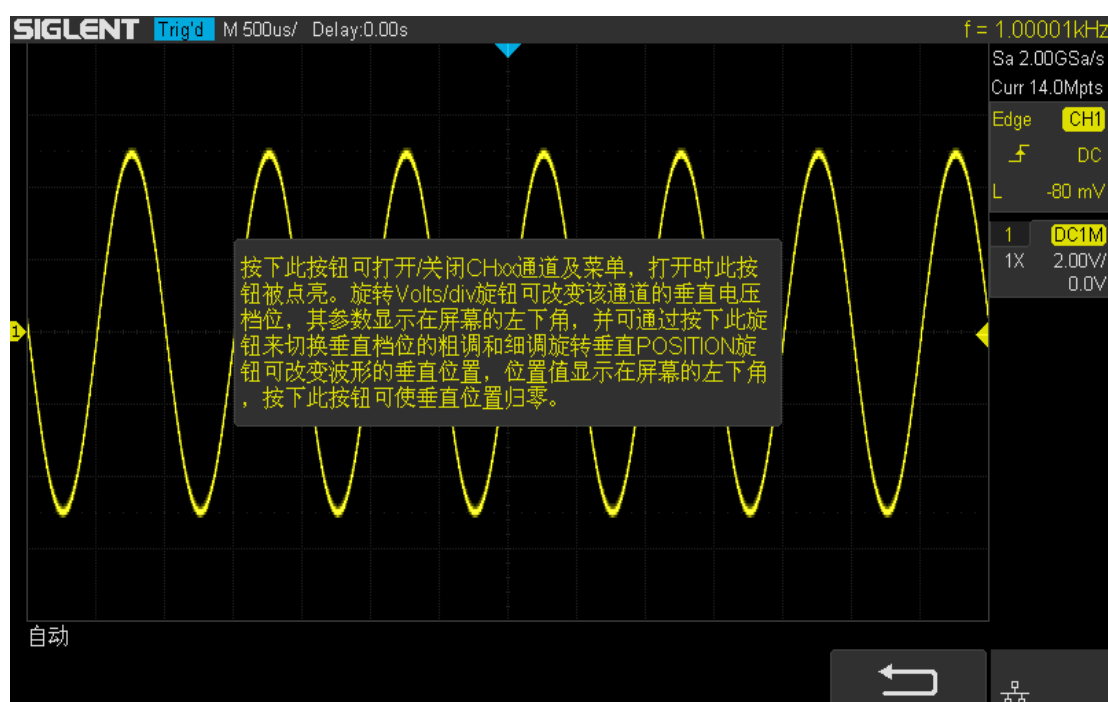 SIGLENT Trig'd M 500us/ Delay:0.00s f = 1.00001kHz
Sa 2.00GSa/s
Curr 14.0Mpts
Edge CH1
DC
L -80 mV
1 DC1M
1X 2.00V/
0.0V
按下此按钮可打开/关闭CHxx通道及菜单，打开时此按
钮被点亮。旋转Volts/div旋钮可改变该通道的垂直电压
档位，其参数显示在屏幕的左下角，并可通过按下此旋
钮来切换垂直档位的粗调和细调旋转垂直POSITION旋
钮可改变波形的垂直位置，位置值显示在屏幕的左下角
，按下此按钮可使垂直位置归零。
1
自动